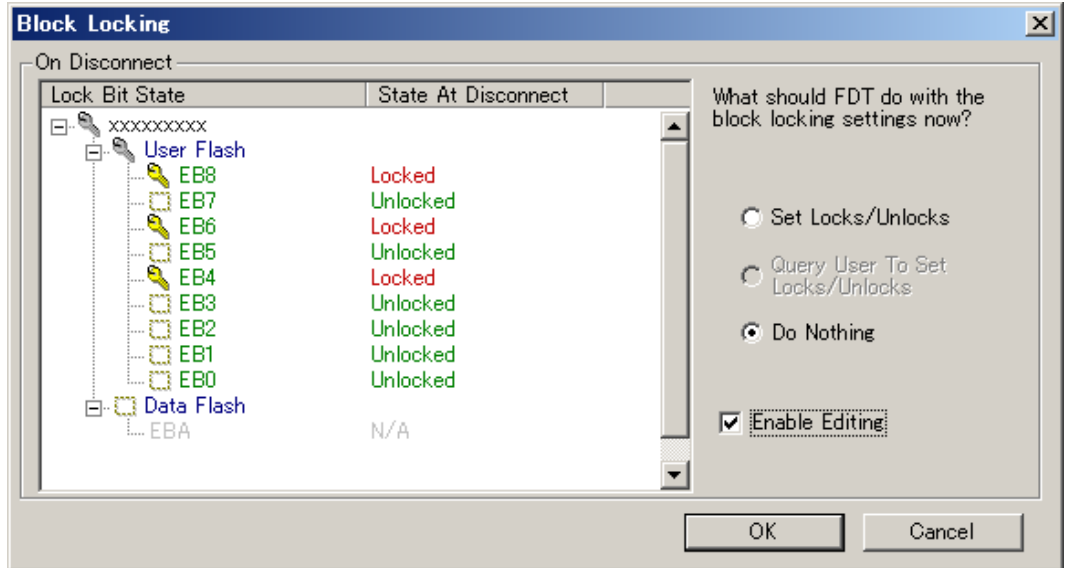 Block Locking
On Disconnect
Lock Bit State State At Disconnect
xxxxxxxxx
User Flash
EB8 Locked
EB7 Unlocked
EB6 Locked
EB5 Unlocked
EB4 Locked
EB3 Unlocked
EB2 Unlocked
EB1 Unlocked
EB0 Unlocked
Data Flash
EBA N/A
What should FDT do with the
block locking settings now?
Set Locks/Unlocks
Query User To Set
Locks/Unlocks
Do Nothing
Enable Editing
OK Cancel